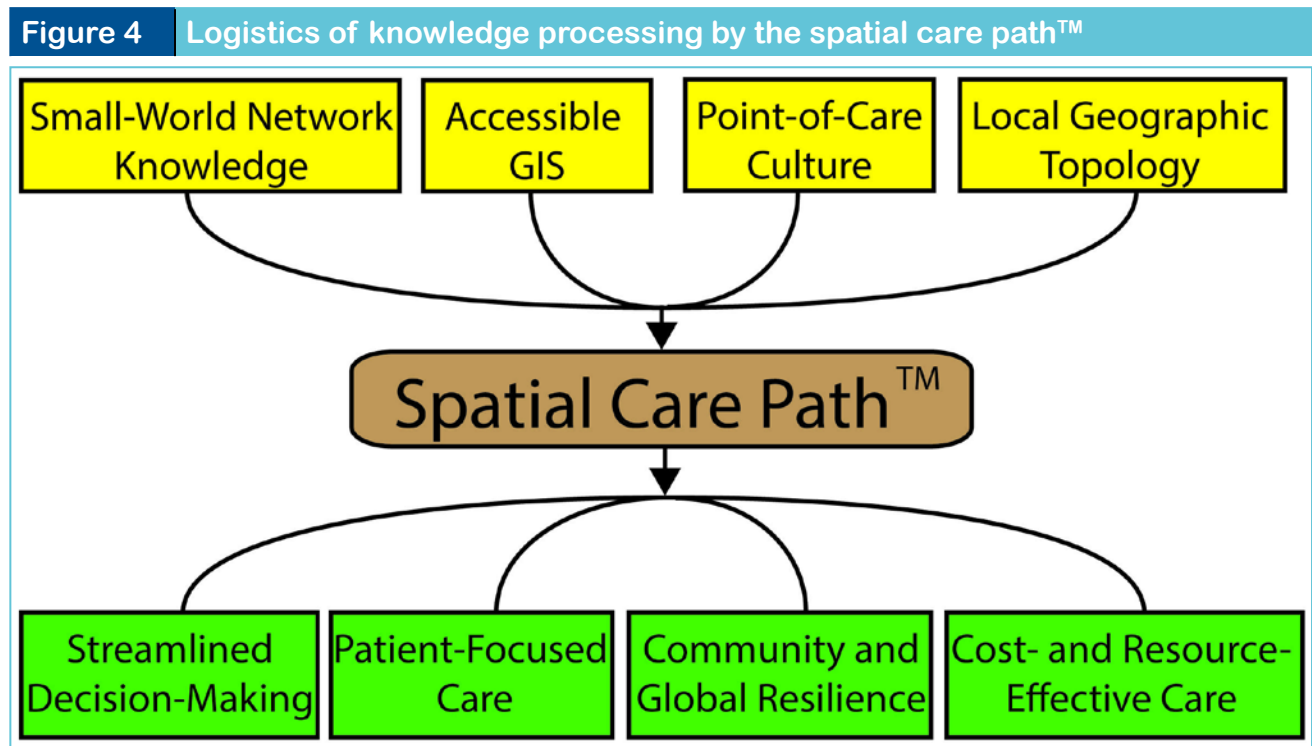 Figure 4 Logistics of knowledge processing by the spatial care path™
Small-World Network
Knowledge
Accessible
GIS
Point-of-Care
Culture
Local Geographic
Topology
Spatial Care Path™
Streamlined
Decision-Making
Patient-Focused
Care
Community and
Global Resilience
Cost- and Resource-
Effective Care